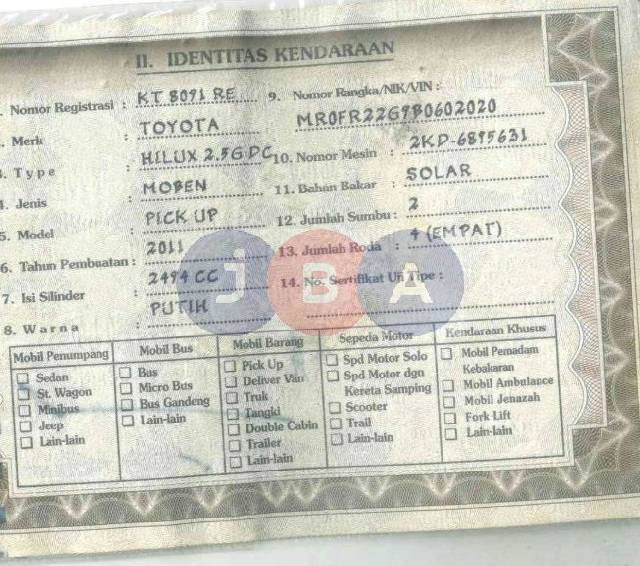 II. IDENTITAS KENDARAAN
1. Nomor Registrasi : KT 8091 RE
2. Merk : TOYOTA
3. Type : HILUX 2.5G DC
4. Jenis : MOBEN
5. Model : PICK UP
6. Tahun Pembuatan : 2011
7. Isi Silinder : 2494 CC
8. Warna : PUTIH
9. Nomor Rangka/NIK/VIN :
MR0FR22G9B0602020
10. Nomor Mesin : 2KD-6895631
11. Bahan Bakar : SOLAR
12. Jumlah Sumbu : 2
13. Jumlah Roda : 4 (EMPAT)
14. No. Sertifikat Uji Tipe :
JBA
Mobil Penumpang
Sedan
St. Wagon
Minibus
Jeep
Lain-lain
Mobil Bus
Bus
Micro Bus
Bus Gandeng
Lain-lain
Mobil Barang
Pick Up
Deliver Van
Truk
Tangki
Double Cabin
Trailer
Lain-lain
Sepeda Motor
Spd Motor Solo
Spd Motor dgn
Kereta Samping
Scooter
Trail
Lain-lain
Kendaraan Khusus
Mobil Pemadam
Kebakaran
Mobil Ambulance
Mobil Jenazah
Fork Lift
Lain-lain